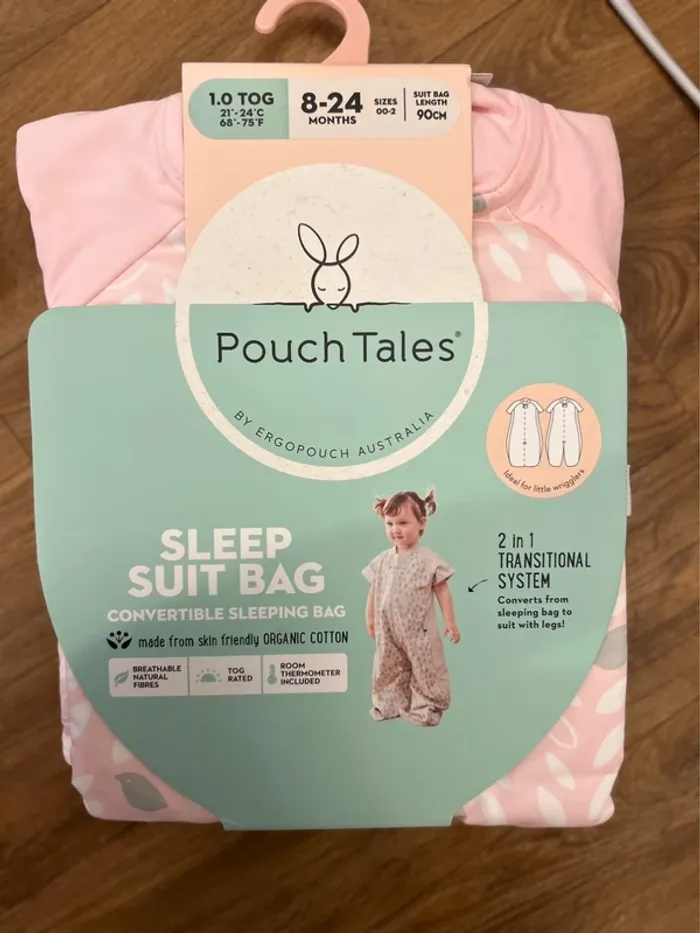 1.0 TOG
21°-24°C
68°-75°F
8-24
MONTHS
SIZES
00-2
SUIT BAG
LENGTH
90CM
Pouch Tales®
BY ERGOPOUCH AUSTRALIA
Ideal for little wrigglers
SLEEP
SUIT BAG
CONVERTIBLE SLEEPING BAG
made from skin friendly ORGANIC COTTON
BREATHABLE
NATURAL
FIBRES
TOG
RATED
ROOM
THERMOMETER
INCLUDED
2 in 1
TRANSITIONAL
SYSTEM
Converts from
sleeping bag to
suit with legs!